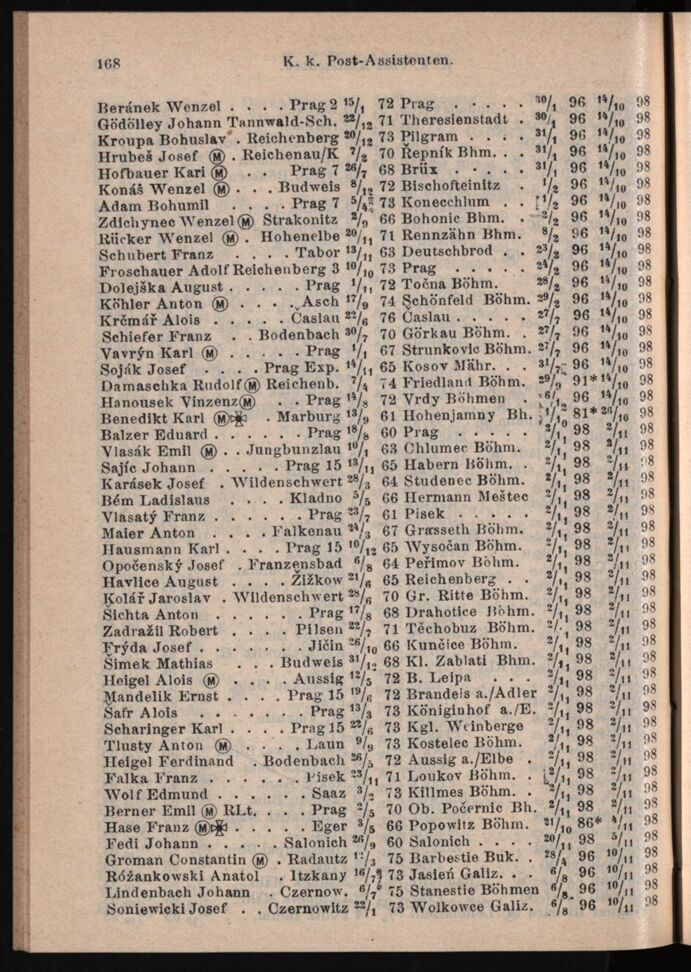 168 K. k. Post-Assistenten.
Beránek Wenzel . . . . Prag 2 15/1 72 Prag . . . . . 30/1 96 14/10 98
Gödölley Johann Tannwald-Sch. 22/12 71 Theresienstadt . 30/1 96 14/10 98
Kroupa Bohuslav . Reichenberg 20/12 73 Pilgram . . . . 31/1 96 14/10 98
Hrubeš Josef Ⓜ . Reichenau/K 7/2 70 Řepník Bhm. . . 31/1 96 14/10 98
Hofbauer Karl Ⓜ . . Prag 7 26/7 68 Brüx . . . . . 31/1 96 14/10 98
Konáš Wenzel Ⓜ . . . Budweis 8/12 72 Bischofteinitz . 1/2 96 14/10 98
Adam Bohumil . . . . Prag 7 5/4 73 Konecchlum . . 1/2 96 14/10 98
Zdichynec Wenzel Ⓜ Strakonitz 2/9 66 Bohonic Bhm. . 2/2 96 14/10 98
Rücker Wenzel Ⓜ . Hohenelbe 20/11 71 Rennzähn Bhm. 8/2 96 14/10 98
Schubert Franz . . . . Tabor 13/11 63 Deutschbrod . . 23/2 96 14/10 98
Froschauer Adolf Reichenberg 3 10/10 73 Prag . . . . . 24/2 96 14/10 98
Dolejška August . . . . . Prag 1/11 72 Točna Böhm. . 28/2 96 14/10 98
Köhler Anton Ⓜ . . . . Asch 17/9 74 Schönfeld Böhm. 29/2 96 14/10 98
Krčmář Alois . . . . . Časlau 22/6 76 Časlau . . . . . 27/7 96 14/10 98
Schiefer Franz . . Bodenbach 30/7 70 Görkau Böhm. . 27/7 96 14/10 98
Vavrýn Karl Ⓜ . . . . . Prag 1/1 67 Strunkovic Böhm. 27/7 96 14/10 98
Soják Josef . . . . Prag Exp. 14/11 65 Kosov Mähr. . . 31/7 96 14/10 98
Damaschka Rudolf Ⓜ Reichenb. 7/4 74 Friedland Böhm. 29/9 91* 14/10 98
Hanousek Vinzenz Ⓜ . . Prag 14/8 72 Vrdy Böhmen . 6/1 96 14/10 98
Benedikt Karl Ⓜ✠ . Marburg 13/9 61 Hohenjamny Bh. 1/12 81* 26/10 98
Balzer Eduard . . . . . . Prag 18/8 60 Prag . . . . . 2/10 98 2/11 98
Vlasák Emil Ⓜ . . Jungbunzlau 10/1 63 Chlumec Böhm. 2/11 98 2/11 98
Sajíc Johann . . . . . Prag 15 13/11 65 Habern Böhm. . 2/11 98 2/11 98
Karásek Josef . Wildenschwert 28/3 64 Studenec Böhm. 2/11 98 2/11 98
Bém Ladislaus . . . . Kladno 5/5 66 Hermann Městec 2/11 98 2/11 98
Vlasatý Franz . . . . . . Prag 23/7 61 Pisek . . . . . 2/11 98 2/11 98
Maier Anton . . . . Falkenau 24/3 67 Græsseth Böhm. 2/11 98 2/11 98
Hausmann Karl . . . . Prag 15 10/12 65 Wysočan Böhm. 2/11 98 2/11 98
Opočenský Josef . Franzensbad 6/8 64 Peřimov Böhm. 2/11 98 2/11 98
Havlice August . . . . Žižkow 21/6 65 Reichenberg . . 2/11 98 2/11 98
Kolář Jaroslav . Wildenschwert 28/6 70 Gr. Ritte Böhm. 2/11 98 2/11 98
Šichta Anton . . . . . . Prag 17/8 68 Drahotice Böhm. 2/11 98 2/11 98
Zadražil Robert . . . . Pilsen 22/7 71 Těchobuz Böhm. 2/11 98 2/11 98
Frýda Josef . . . . . . Jičin 26/10 66 Kunčice Böhm. 2/11 98 2/11 98
Šimek Mathias . . . Budweis 31/12 68 Kl. Zablati Bhm. 2/11 98 2/11 98
Heigel Alois Ⓜ . . . . Aussig 12/5 72 B. Leipa . . . 2/11 98 2/11 98
Mandelik Ernst . . . . Prag 15 19/6 72 Brandeis a./Adler 2/11 98 2/11 98
Šafr Alois . . . . . . . Prag 13/3 73 Königinhof a./E. 2/11 98 2/11 98
Scharinger Karl . . . . Prag 15 22/6 73 Kgl. Weinberge 2/11 98 2/11 98
Tlusty Anton Ⓜ . . . . Laun 9/9 73 Kostelec Böhm. 2/11 98 2/11 98
Heigel Ferdinand . Bodenbach 26/5 72 Aussig a./Elbe . 2/11 98 2/11 98
Falka Franz . . . . . . Pisek 23/11 71 Loukov Böhm. . 2/11 98 2/11 98
Wolf Edmund . . . . . Saaz 3/2 73 Killmes Böhm. . 2/11 98 2/11 98
Berner Emil Ⓜ RLt. . . . Prag 2/5 70 Ob. Počernic Bh. 2/11 98 2/11 98
Hase Franz Ⓜ✠ . . . . . Eger 3/5 66 Popowitz Böhm. 21/10 86* 4/11 98
Fedi Johann . . . . . Salonich 26/9 60 Salonich . . . . 20/11 98 5/11 98
Groman Constantin Ⓜ . Radautz 12/3 75 Barbestie Buk. . 28/4 96 10/11 98
Różankowski Anatol . Itzkany 16/7 73 Jasień Galiz. . . 6/8 96 10/11 98
Lindenbach Johann . Czernow. 6/7 75 Stanestie Böhmen 6/8 96 10/11 98
Soniewicki Josef . . Czernowitz 22/1 73 Wolkowce Galiz. 6/8 96 10/11 98